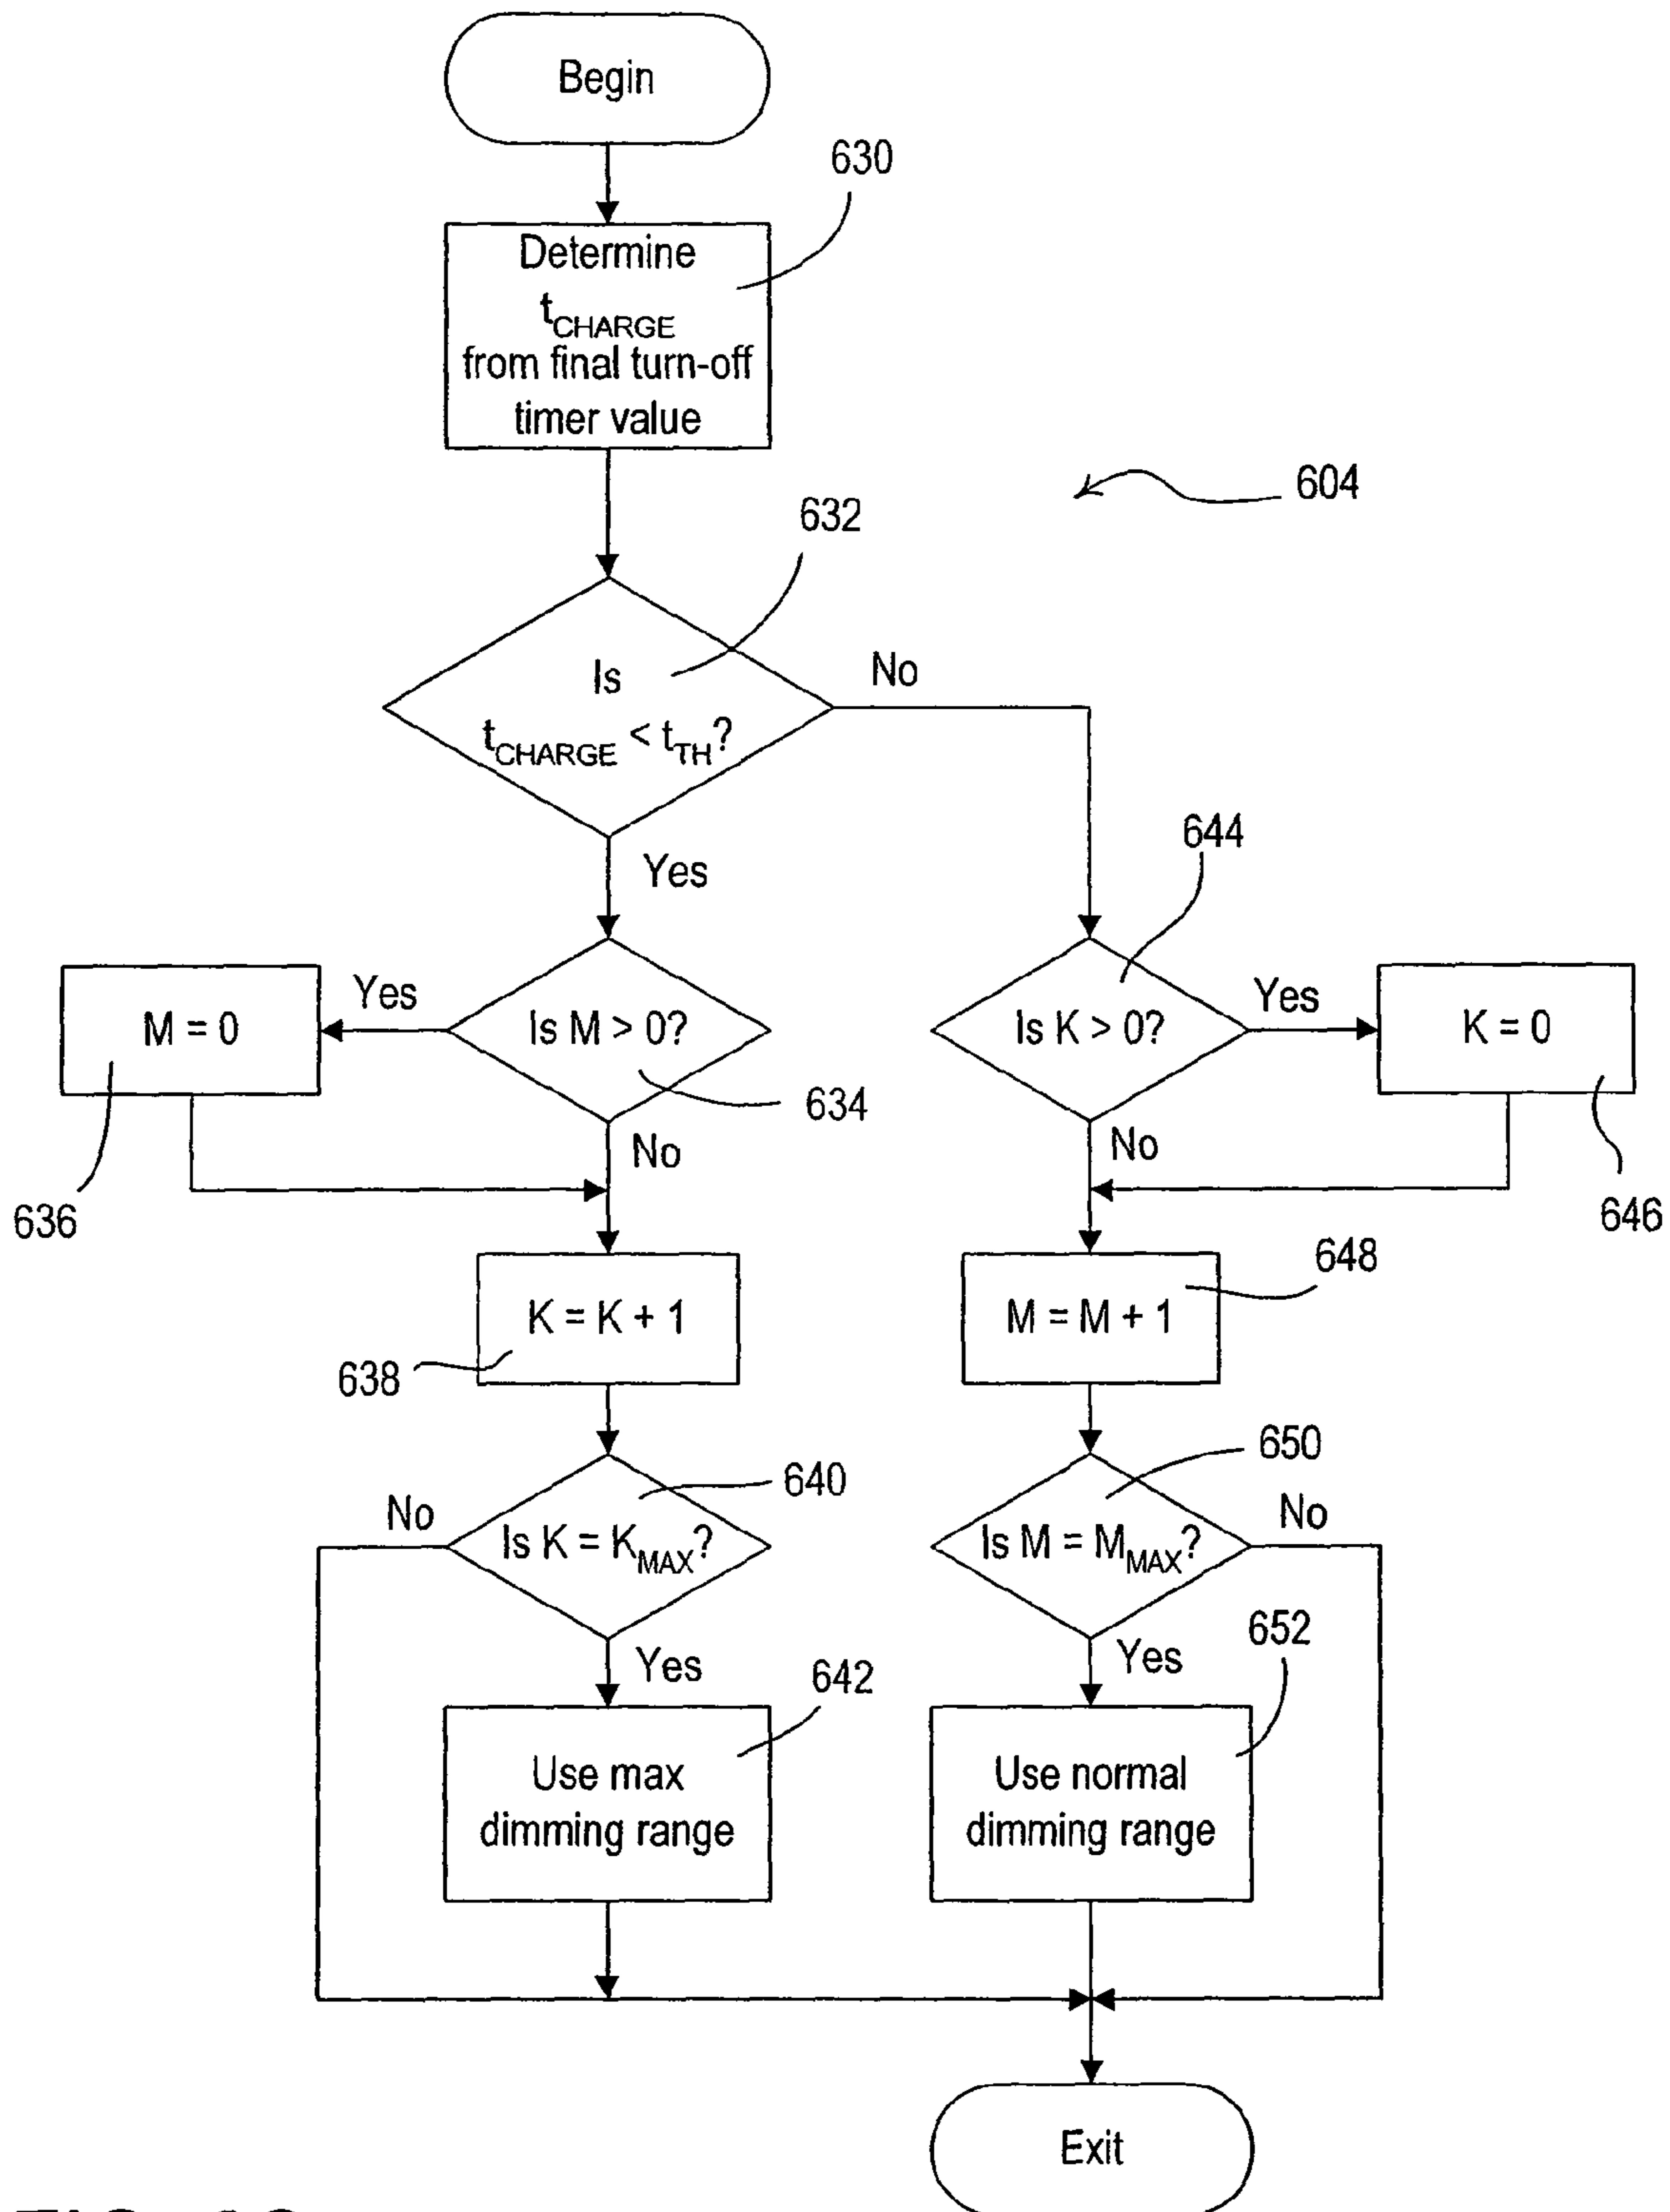 Begin
630
Determine
tCHARGE
from final turn-off
timer value
604
632
Is
tCHARGE < tTH?
No
Yes
644
Yes
M = 0
Is M > 0?
Is K > 0?
Yes
K = 0
634
No
No
636
646
648
K = K + 1
M = M + 1
638
650
640
No
Is K = KMAX?
Is M = MMAX?
No
652
Yes
642
Yes
Use max
dimming range
Use normal
dimming range
Exit